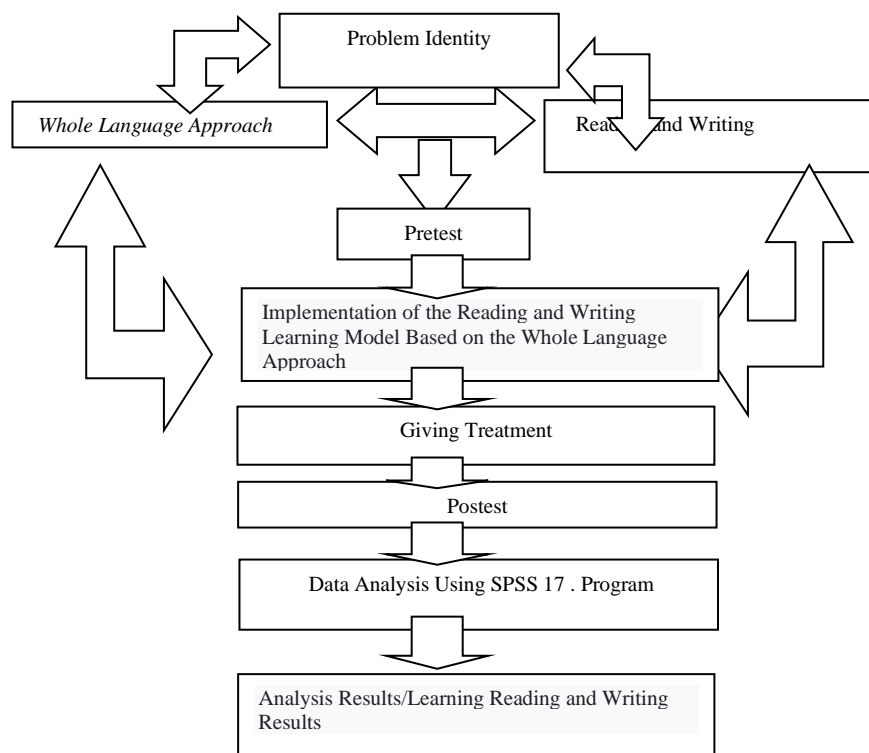 Problem Identity
Whole Language Approach
Reading and Writing
Pretest
Implementation of the Reading and Writing
Learning Model Based on the Whole Language
Approach
Giving Treatment
Postest
Data Analysis Using SPSS 17 . Program
Analysis Results/Learning Reading and Writing
Results